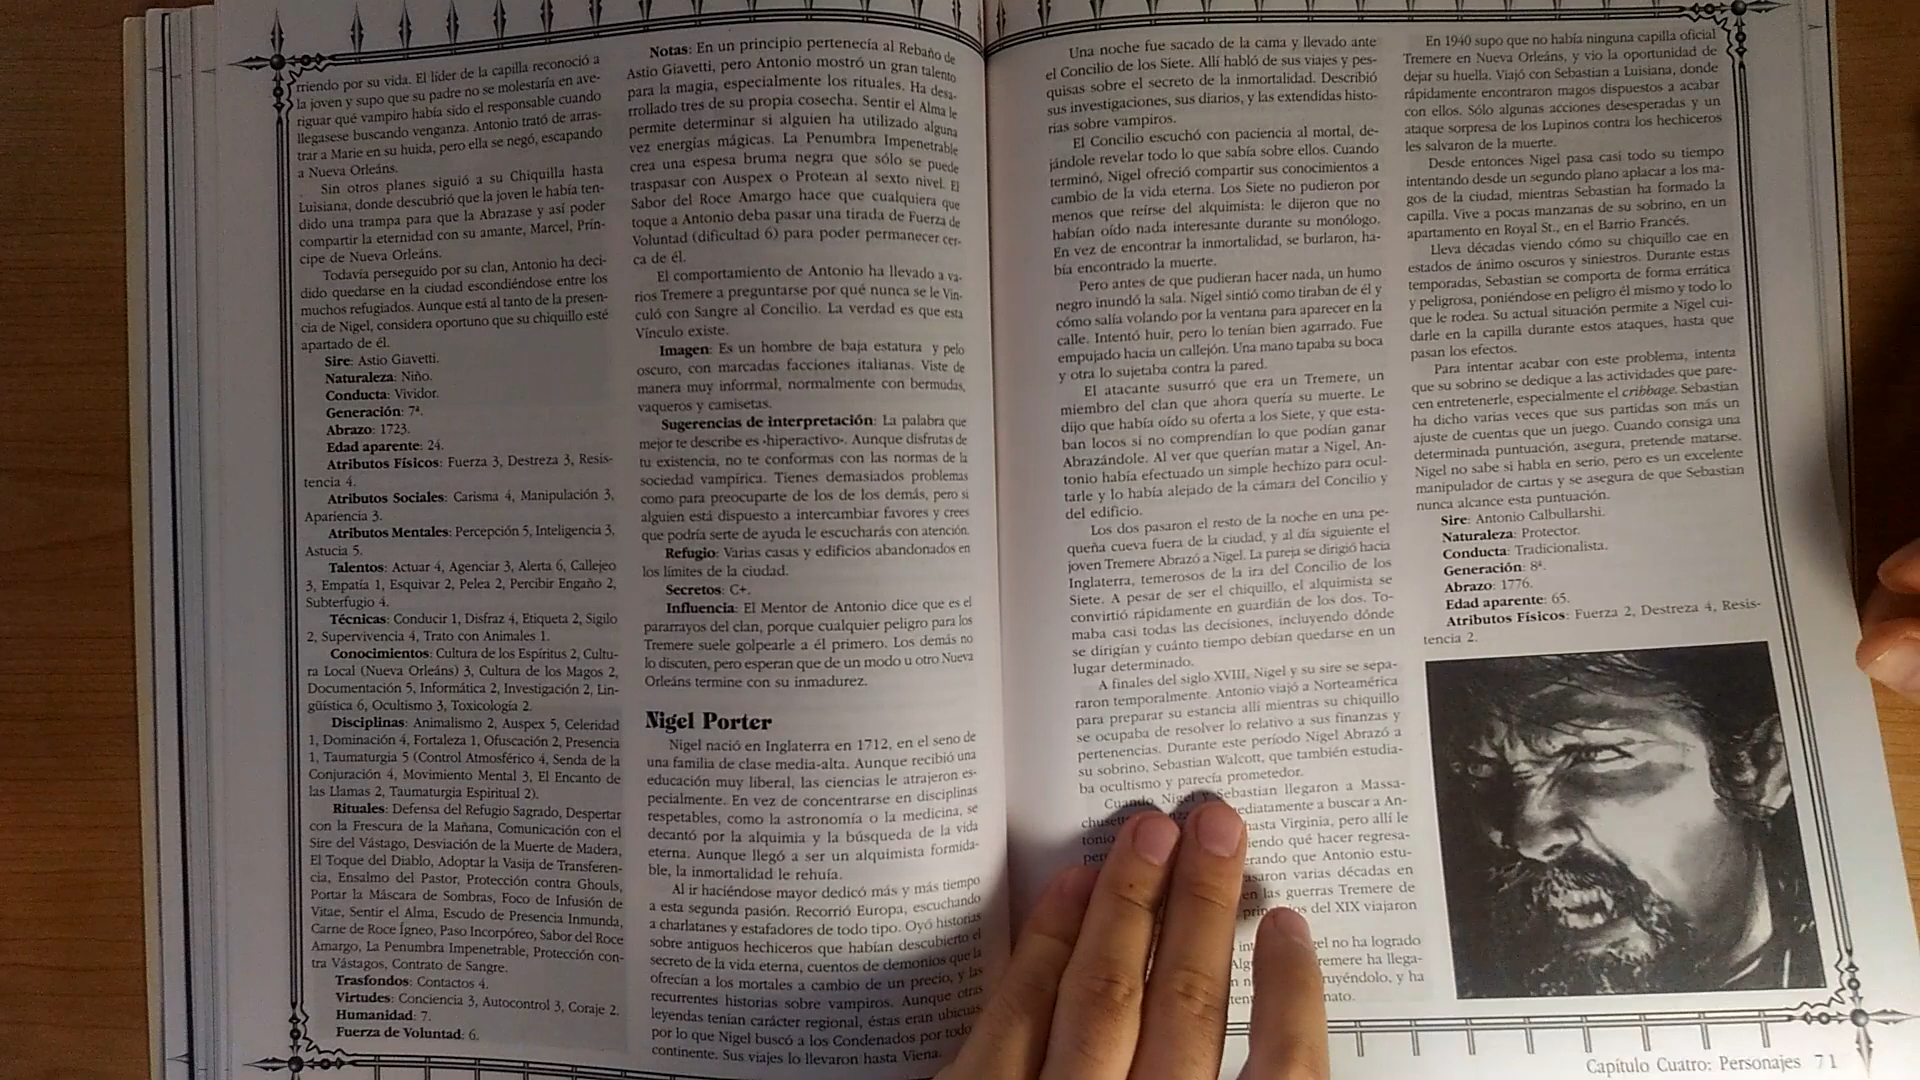 rriendo por su vida. El líder de la capilla reconoció a
la joven y supo que su padre no se molestaría en ave-
riguar qué vampiro había sido el responsable cuando
llegasese buscando venganza. Antonio trató de arras-
trar a Marie en su huida, pero ella se negó, escapando
a Nueva Orleáns.
Sin otros planes siguió a su Chiquilla hasta
Luisiana, donde descubrió que la joven le había ten-
dido una trampa para que la Abrazase y así poder
compartir la eternidad con su amante, Marcel, Prín-
cipe de Nueva Orleáns.
Todavía perseguido por su clan, Antonio ha deci-
dido quedarse en la ciudad escondiéndose entre los
muchos refugiados. Aunque está al tanto de la presen-
cia de Nigel, considera oportuno que su chiquillo esté
apartado de él.
Sire: Astio Giavetti.
Naturaleza: Niño.
Conducta: Vividor.
Generación: 7ª.
Abrazo: 1723.
Edad aparente: 24.
Atributos Físicos: Fuerza 3, Destreza 3, Resis-
tencia 4.
Atributos Sociales: Carisma 4, Manipulación 3,
Apariencia 3.
Atributos Mentales: Percepción 5, Inteligencia 3,
Astucia 5.
Talentos: Actuar 4, Agenciar 3, Alerta 6, Callejeo
3, Empatía 1, Esquivar 2, Pelea 2, Percibir Engaño 2,
Subterfugio 4.
Técnicas: Conducir 1, Disfraz 4, Etiqueta 2, Sigilo
2, Supervivencia 4, Trato con Animales 1.
Conocimientos: Cultura de los Espíritus 2, Cultu-
ra Local (Nueva Orleáns) 3, Cultura de los Magos 2,
Documentación 5, Informática 2, Investigación 2, Lin-
güística 6, Ocultismo 3, Toxicología 2.
Disciplinas: Animalismo 2, Auspex 5, Celeridad
1, Dominación 4, Fortaleza 1, Ofuscación 2, Presencia
1, Taumaturgia 5 (Control Atmosférico 4, Senda de la
Conjuración 4, Movimiento Mental 3, El Encanto de
las Llamas 2, Taumaturgia Espiritual 2).
Rituales: Defensa del Refugio Sagrado, Despertar
con la Frescura de la Mañana, Comunicación con el
Sire del Vástago, Desviación de la Muerte de Madera,
El Toque del Diablo, Adoptar la Vasija de Transferen-
cia, Ensalmo del Pastor, Protección contra Ghouls,
Portar la Máscara de Sombras, Foco de Infusión de
Vitae, Sentir el Alma, Escudo de Presencia Inmunda,
Carne de Roce Ígneo, Paso Incorpóreo, Sabor del Roce
Amargo, La Penumbra Impenetrable, Protección con-
tra Vástagos, Contrato de Sangre.
Trasfondos: Contactos 4.
Virtudes: Conciencia 3, Autocontrol 3, Coraje 2.
Humanidad: 7.
Fuerza de Voluntad: 6.
Notas: En un principio pertenecía al Rebaño de
Astio Giavetti, pero Antonio mostró un gran talento
para la magia, especialmente los rituales. Ha desa-
rrollado tres de su propia cosecha. Sentir el Alma le
permite determinar si alguien ha utilizado alguna
vez energías mágicas. La Penumbra Impenetrable
crea una espesa bruma negra que sólo se puede
traspasar con Auspex o Protean al sexto nivel. El
Sabor del Roce Amargo hace que cualquiera que
toque a Antonio deba pasar una tirada de Fuerza de
Voluntad (dificultad 6) para poder permanecer cer-
ca de él.
El comportamiento de Antonio ha llevado a va-
rios Tremere a preguntarse por qué nunca se le Vin-
culó con Sangre al Concilio. La verdad es que esta
Vínculo existe.
Imagen: Es un hombre de baja estatura y pelo
oscuro, con marcadas facciones italianas. Viste de
manera muy informal, normalmente con bermudas,
vaqueros y camisetas.
Sugerencias de interpretación: La palabra que
mejor te describe es «hiperactivo». Aunque disfrutas de
tu existencia, no te conformas con las normas de la
sociedad vampírica. Tienes demasiados problemas
como para preocuparte de los de los demás, pero si
alguien está dispuesto a intercambiar favores y crees
que podría serte de ayuda le escucharás con atención.
Refugio: Varias casas y edificios abandonados en
los límites de la ciudad.
Secretos: C+.
Influencia: El Mentor de Antonio dice que es el
pararrayos del clan, porque cualquier peligro para los
Tremere suele golpearle a él primero. Los demás no
lo discuten, pero esperan que de un modo u otro Nueva
Orleáns termine con su inmadurez.
Nigel Porter
Nigel nació en Inglaterra en 1712, en el seno de
una familia de clase media-alta. Aunque recibió una
educación muy liberal, las ciencias le atrajeron es-
pecialmente. En vez de concentrarse en disciplinas
respetables, como la astronomía o la medicina, se
decantó por la alquimia y la búsqueda de la vida
eterna. Aunque llegó a ser un alquimista formida-
ble, la inmortalidad le rehuía.
Al ir haciéndose mayor dedicó más y más tiempo
a esta segunda pasión. Recorrió Europa, escuchando
a charlatanes y estafadores de todo tipo. Oyó historias
sobre antiguos hechiceros que habían descubierto el
secreto de la vida eterna, cuentos de demonios que la
ofrecían a los mortales a cambio de un precio, y las
recurrentes historias sobre vampiros. Aunque otras
leyendas tenían carácter regional, éstas eran ubicuas
por lo que Nigel buscó a los Condenados por todo
continente. Sus viajes lo llevaron hasta Viena.
Una noche fue sacado de la cama y llevado ante
el Concilio de los Siete. Allí habló de sus viajes y pes-
quisas sobre el secreto de la inmortalidad. Describió
sus investigaciones, sus diarios, y las extendidas histo-
rias sobre vampiros.
El Concilio escuchó con paciencia al mortal, de-
jándole revelar todo lo que sabía sobre ellos. Cuando
terminó, Nigel ofreció compartir sus conocimientos a
cambio de la vida eterna. Los Siete no pudieron por
menos que reírse del alquimista: le dijeron que no
habían oído nada interesante durante su monólogo.
En vez de encontrar la inmortalidad, se burlaron, ha-
bía encontrado la muerte.
Pero antes de que pudieran hacer nada, un humo
negro inundó la sala. Nigel sintió como tiraban de él y
cómo salía volando por la ventana para aparecer en la
calle. Intentó huir, pero lo tenían bien agarrado. Fue
empujado hacia un callejón. Una mano tapaba su boca
y otra lo sujetaba contra la pared.
El atacante susurró que era un Tremere, un
miembro del clan que ahora quería su muerte. Le
dijo que había oído su oferta a los Siete, y que esta-
ban locos si no comprendían lo que podían ganar
Abrazándole. Al ver que querían matar a Nigel, An-
tonio había efectuado un simple hechizo para ocul-
tarle y lo había alejado de la cámara del Concilio y
del edificio.
Los dos pasaron el resto de la noche en una pe-
queña cueva fuera de la ciudad, y al día siguiente el
joven Tremere Abrazó a Nigel. La pareja se dirigió hacia
Inglaterra, temerosos de la ira del Concilio de los
Siete. A pesar de ser el chiquillo, el alquimista se
convirtió rápidamente en guardián de los dos. To-
maba casi todas las decisiones, incluyendo dónde
se dirigían y cuánto tiempo debían quedarse en un
lugar determinado.
A finales del siglo XVIII, Nigel y su sire se sepa-
raron temporalmente. Antonio viajó a Norteamérica
para preparar su estancia allí mientras su chiquillo
se ocupaba de resolver lo relativo a sus finanzas y
pertenencias. Durante este período Nigel Abrazó a
su sobrino, Sebastian Walcott, que también estudia-
ba ocultismo y parecía prometedor.
Cuando Nigel y Sebastian llegaron a Massa-
mediatamente a buscar a An-
tonio hasta Virginia, pero allí le
qué hacer regresa-
que Antonio estu-
varias décadas en
en las guerras Tremere de
del XIX viajaron
no ha logrado
ha llega-
y ha
En 1940 supo que no había ninguna capilla oficial
Tremere en Nueva Orleáns, y vio la oportunidad de
dejar su huella. Viajó con Sebastian a Luisiana, donde
rápidamente encontraron magos dispuestos a acabar
con ellos. Sólo algunas acciones desesperadas y un
ataque sorpresa de los Lupinos contra los hechiceros
les salvaron de la muerte.
Desde entonces Nigel pasa casi todo su tiempo
intentando desde un segundo plano aplacar a los ma-
gos de la ciudad, mientras Sebastian ha formado la
capilla. Vive a pocas manzanas de su sobrino, en un
apartamento en Royal St., en el Barrio Francés.
Lleva décadas viendo cómo su chiquillo cae en
estados de ánimo oscuros y siniestros. Durante estas
temporadas, Sebastian se comporta de forma errática
y peligrosa, poniéndose en peligro él mismo y todo lo
que le rodea. Su actual situación permite a Nigel cui-
darle en la capilla durante estos ataques, hasta que
pasan los efectos.
Para intentar acabar con este problema, intenta
que su sobrino se dedique a las actividades que pare-
cen entretenerle, especialmente el cribbage. Sebastian
ha dicho varias veces que sus partidas son más un
ajuste de cuentas que un juego. Cuando consiga una
determinada puntuación, asegura, pretende matarse.
Nigel no sabe si habla en serio, pero es un excelente
manipulador de cartas y se asegura de que Sebastian
nunca alcance esta puntuación.
Sire: Antonio Calbullarshi.
Naturaleza: Protector.
Conducta: Tradicionalista.
Generación: 8ª.
Abrazo: 1776.
Edad aparente: 65.
Atributos Físicos: Fuerza 2, Destreza 4, Resis-
tencia 2.
Capítulo Cuatro: Personajes 71